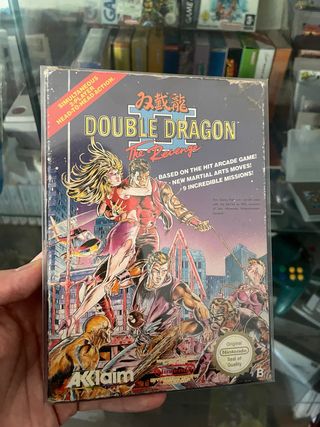 SIMULTANEOUS
2-PLAYER
HEAD-TO-HEAD ACTION.
双截龍
II
DOUBLE DRAGON
The Revenge
• BASED ON THE HIT ARCADE GAME!
• NEW MARTIAL ARTS MOVES!
• 9 INCREDIBLE MISSIONS!
AKlaim
Original
Nintendo
Seal of
Quality
B